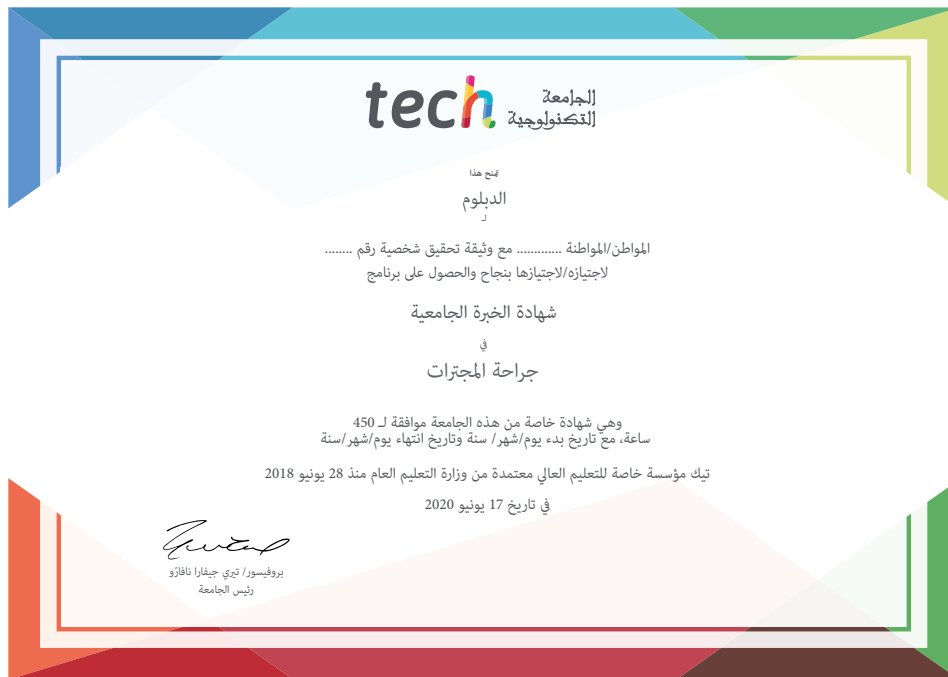 tech الجامعة
التكنولوجية
تمنح هذا
الدبلوم
لـ
المواطن/المواطنة ............. مع وثيقة تحقيق شخصية رقم ........
لاجتيازه/لاجتيازها بنجاح والحصول على برنامج
شهادة الخبرة الجامعية
في
جراحة المجترات
وهي شهادة خاصة من هذه الجامعة موافقة لـ 450
ساعة، مع تاريخ بدء يوم/شهر/ سنة وتاريخ انتهاء يوم/شهر/سنة
تيك مؤسسة خاصة للتعليم العالي معتمدة من وزارة التعليم العام منذ 28 يونيو 2018
في تاريخ 17 يونيو 2020
بروفيسور/ تيري جيفارا نافارّو
رئيس الجامعة